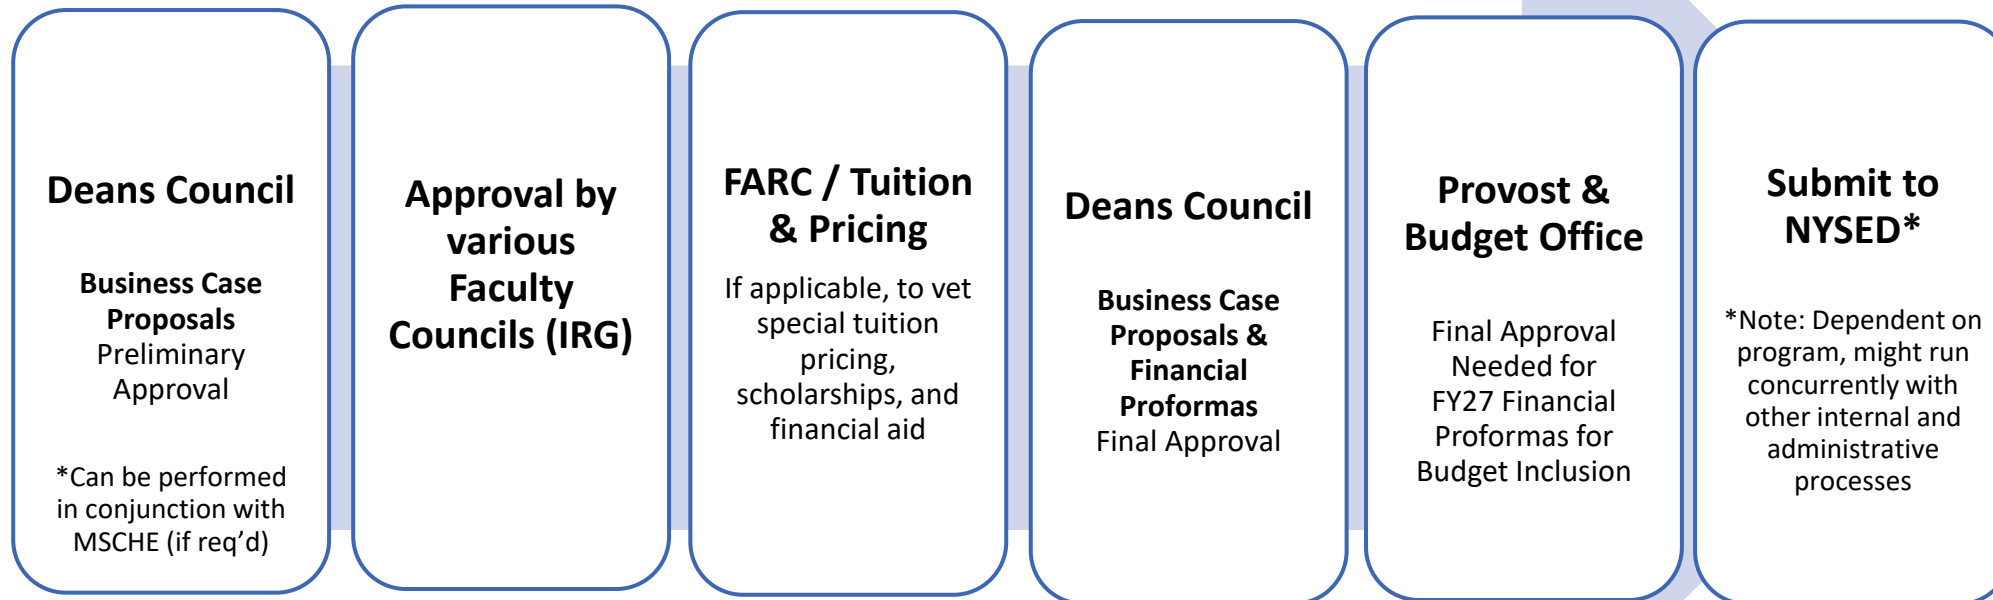 Deans Council
Business Case
Proposals
Preliminary
Approval
*Can be performed
in conjunction with
MSCHE (if req’d)
Approval by
various
Faculty
Councils (IRG)
FARC / Tuition
& Pricing
If applicable, to vet
special tuition
pricing,
scholarships, and
financial aid
Deans Council
Business Case
Proposals &
Financial
Proformas
Final Approval
Provost &
Budget Office
Final Approval
Needed for
FY27 Financial
Proformas for
Budget Inclusion
Submit to
NYSED*
*Note: Dependent on
program, might run
concurrently with
other internal and
administrative
processes